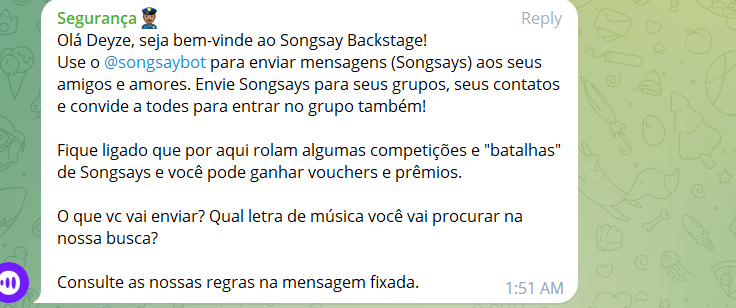 Segurança 👮🏽‍♂️ Reply
Olá Deyze, seja bem-vinde ao Songsay Backstage!
Use o @songsaybot para enviar mensagens (Songsays) aos seus
amigos e amores. Envie Songsays para seus grupos, seus contatos
e convide a todes para entrar no grupo também!
Fique ligado que por aqui rolam algumas competições e "batalhas"
de Songsays e você pode ganhar vouchers e prêmios.
O que vc vai enviar? Qual letra de música você vai procurar na
nossa busca?
Consulte as nossas regras na mensagem fixada.
1:51 AM